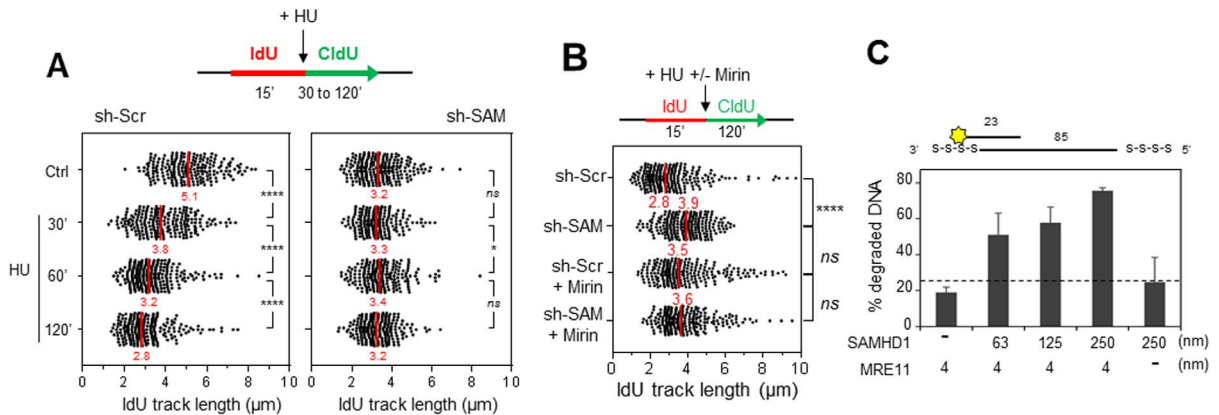 A
+ HU
IdU CldU
15' 30 to 120'
sh-Scr sh-SAM
Ctrl
HU
30'
60'
120'
5.1
3.8
3.2
2.8
****
****
****
3.2
3.3
3.4
3.2
ns
*
ns
0 2 4 6 8 10
0 2 4 6 8 10
IdU track length (µm) IdU track length (µm)
B
+ HU +/- Mirin
IdU CldU
15' 120'
sh-Scr
sh-SAM
sh-Scr
+ Mirin
sh-SAM
+ Mirin
2.8 3.9
3.5
3.6
****
ns
ns
0 2 4 6 8 10
IdU track length (µm)
C
23
85
3' S-S-S-S S-S-S-S 5'
% degraded DNA
80
60
40
20
0
SAMHD1 - 63 125 250 250 (nm)
MRE11 4 4 4 4 - (nm)